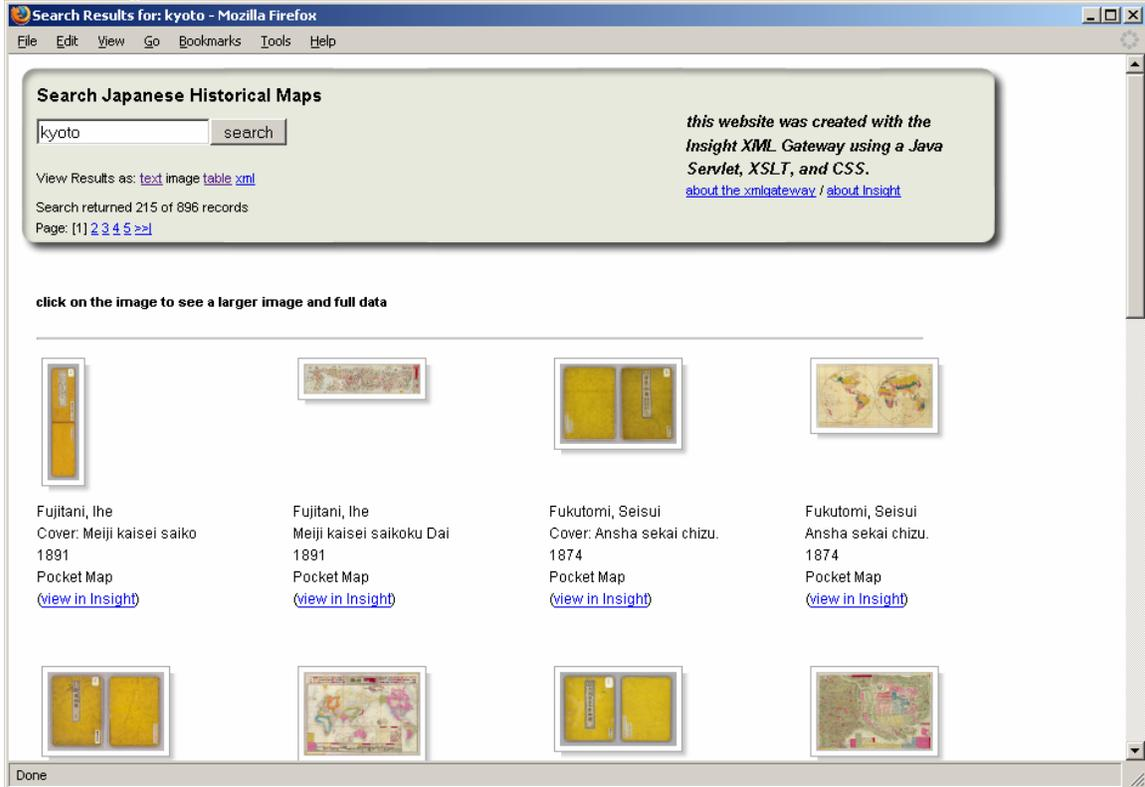 Search Results for: kyoto - Mozilla Firefox
File Edit View Go Bookmarks Tools Help
Search Japanese Historical Maps
kyoto search
this website was created with the
Insight XML Gateway using a Java
Servlet, XSLT, and CSS.
about the xmlgateway / about Insight
View Results as: text image table xml
Search returned 215 of 896 records
Page: [1] 2 3 4 5 >>|
click on the image to see a larger image and full data
Fujitani, Ihe
Cover: Meiji kaisei saiko
1891
Pocket Map
(view in Insight)
Fujitani, Ihe
Meiji kaisei saikoku Dai
1891
Pocket Map
(view in Insight)
Fukutomi, Seisui
Cover: Ansha sekai chizu.
1874
Pocket Map
(view in Insight)
Fukutomi, Seisui
Ansha sekai chizu.
1874
Pocket Map
(view in Insight)
Done